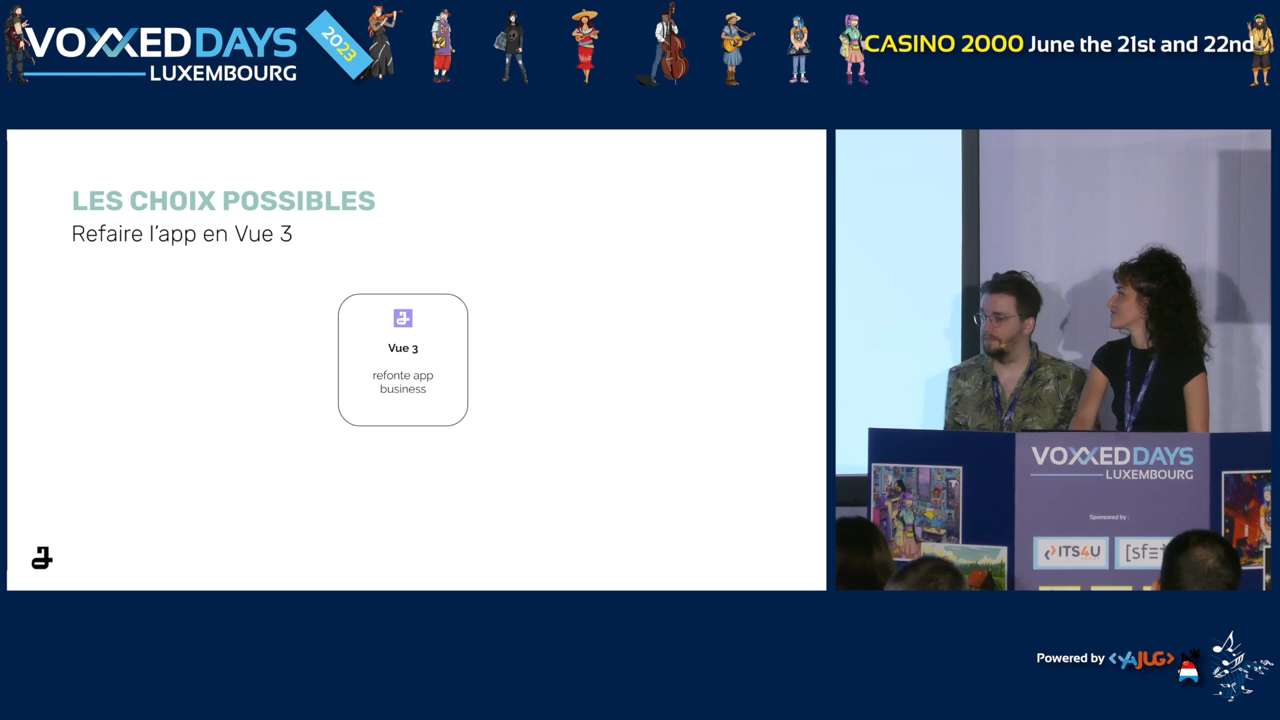 VOXXED DAYS
LUXEMBOURG
2023
CASINO 2000 June the 21st and 22nd
LES CHOIX POSSIBLES
Refaire l'app en Vue 3
Vue 3
refonte app
business
VOXXED DAYS
LUXEMBOURG
Sponsored by :
ITS4U
Powered by <YAJUG>